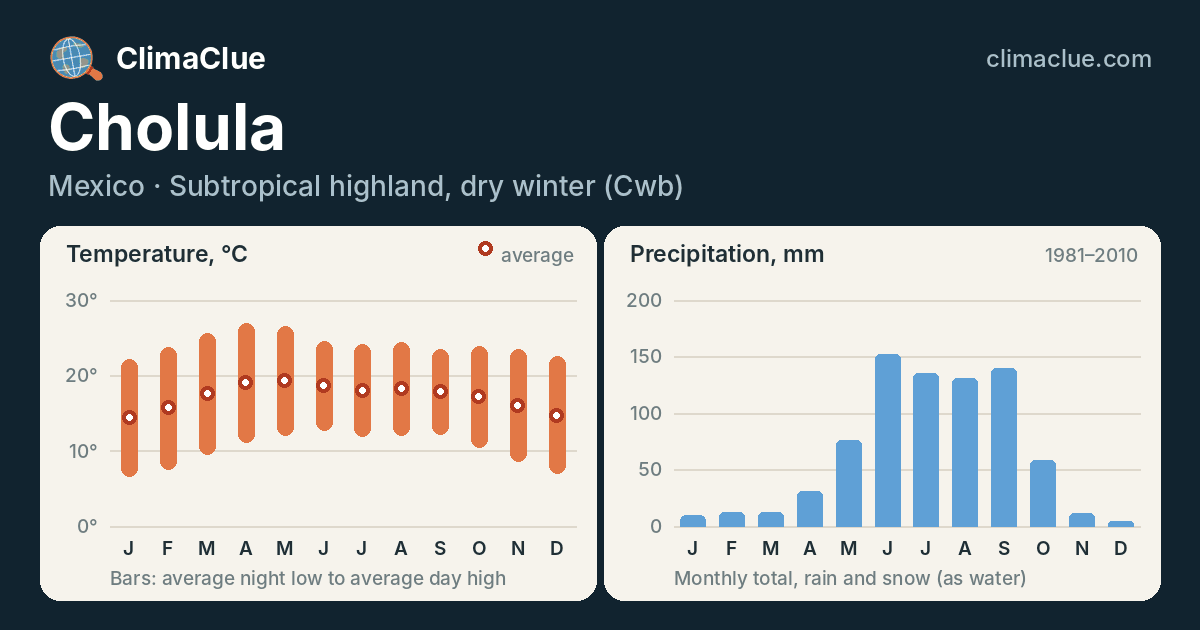 ClimaClue
climaclue.com
Cholula
Mexico · Subtropical highland, dry winter (Cwb)
Temperature, °C
average
30°
20°
10°
0°
J F M A M J J A S O N D
Bars: average night low to average day high
Precipitation, mm
1981–2010
200
150
100
50
0
J F M A M J J A S O N D
Monthly total, rain and snow (as water)